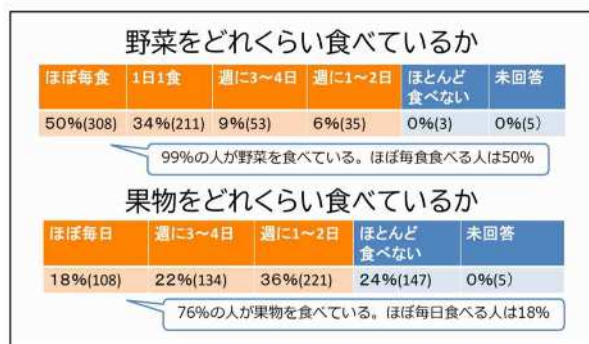 野菜をどれくらい食べているか
ほぼ毎食 1日1食 週に3～4日 週に1～2日 ほとんど 未回答
食べない
50%(308) 34%(211) 9%(53) 6%(35) 0%(3) 0%(5)
99%の人が野菜を食べている。ほぼ毎食食べる人は50%
果物をどれくらい食べているか
ほぼ毎日 週に3～4日 週に1～2日 ほとんど 未回答
食べない
18%(108) 22%(134) 36%(221) 24%(147) 0%(5)
76%の人が果物を食べている。ほぼ毎日食べる人は18%